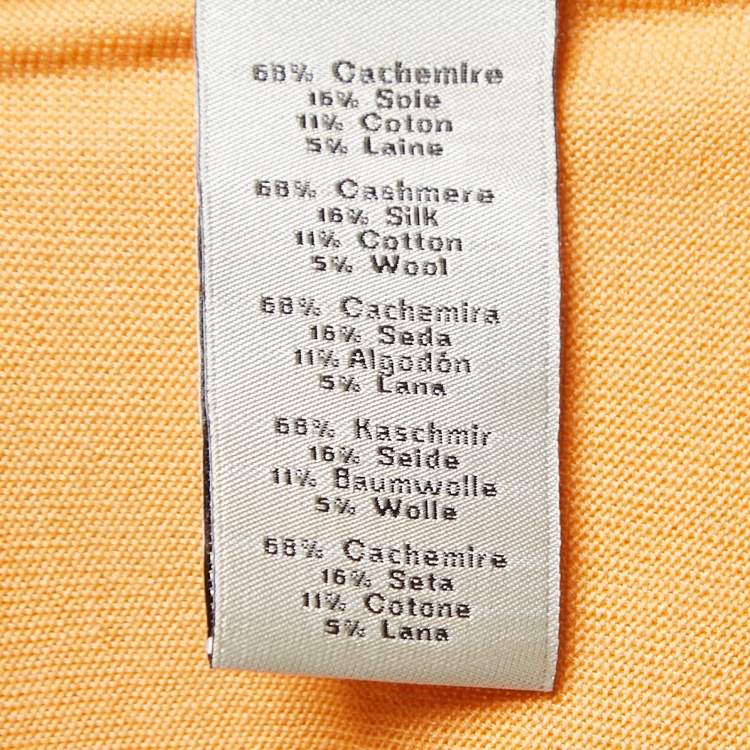 68% Cachemire
16% Soie
11% Coton
5% Laine
68% Cashmere
16% Silk
11% Cotton
5% Wool
68% Cachemira
16% Seda
11% Algodón
5% Lana
68% Kaschmir
16% Seide
11% Baumwolle
5% Wolle
68% Cachemire
16% Seta
11% Cotone
5% Lana